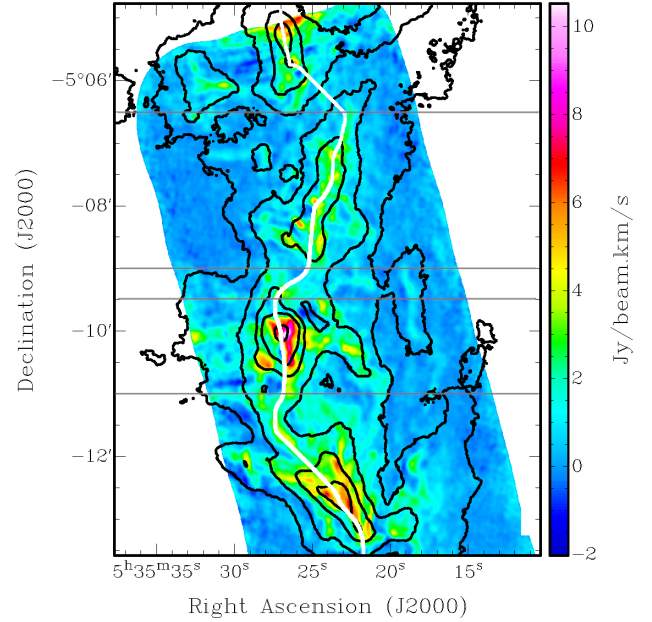 10
8
6
4
2
0
−2
Jy/beam.km/s
−5°06′
−08′
−10′
−12′
Declination (J2000)
5ʰ35ᵐ35ˢ 30ˢ 25ˢ 20ˢ 15ˢ
Right Ascension (J2000)